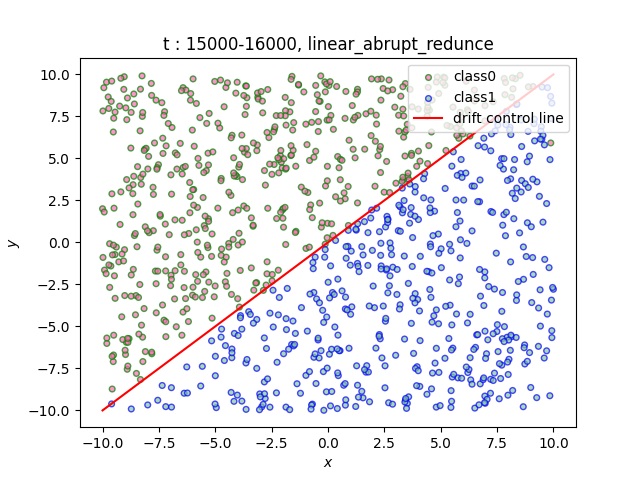 t : 15000-16000, linear_abrupt_redunce
class0
class1
drift control line
y
10.0
7.5
5.0
2.5
0.0
−2.5
−5.0
−7.5
−10.0
−10.0 −7.5 −5.0 −2.5 0.0 2.5 5.0 7.5 10.0
x